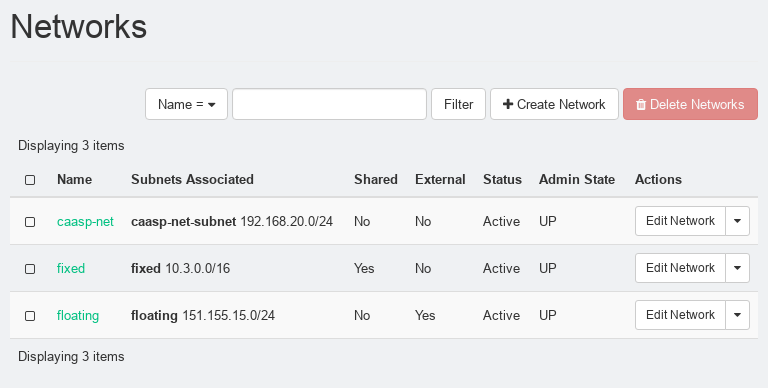 Networks
Name = Filter Create Network Delete Networks
Displaying 3 items
Name Subnets Associated Shared External Status Admin State Actions
caasp-net caasp-net-subnet 192.168.20.0/24 No No Active UP Edit Network
fixed fixed 10.3.0.0/16 Yes No Active UP Edit Network
floating floating 151.155.15.0/24 No Yes Active UP Edit Network
Displaying 3 items